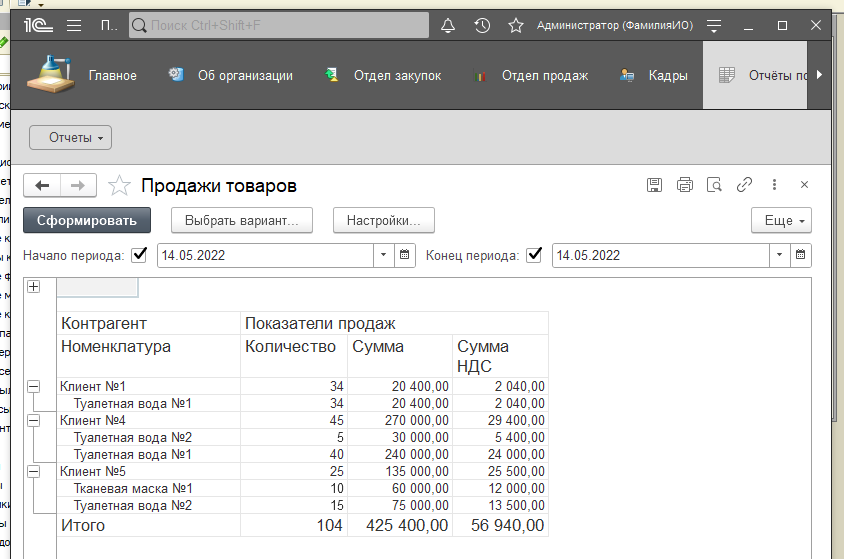 1С П.. Поиск Ctrl+Shift+F Администратор (ФамилияИО)
Главное Об организации Отдел закупок Отдел продаж Кадры Отчёты по
Отчеты
Продажи товаров
Сформировать Выбрать вариант... Настройки... Еще
Начало периода: 14.05.2022 Конец периода: 14.05.2022
Контрагент Показатели продаж
Номенклатура Количество Сумма Сумма
НДС
Клиент №1 34 20 400,00 2 040,00
Туалетная вода №1 34 20 400,00 2 040,00
Клиент №4 45 270 000,00 29 400,00
Туалетная вода №2 5 30 000,00 5 400,00
Туалетная вода №1 40 240 000,00 24 000,00
Клиент №5 25 135 000,00 25 500,00
Тканевая маска №1 10 60 000,00 12 000,00
Туалетная вода №2 15 75 000,00 13 500,00
Итого 104 425 400,00 56 940,00